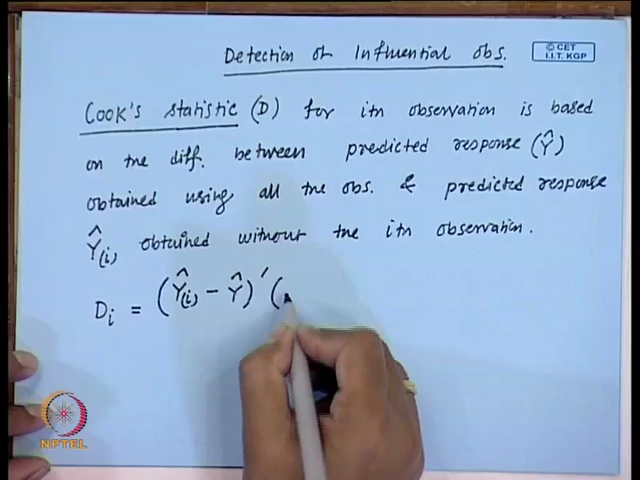 Detection of Influential obs.
© CET
I.I.T. KGP
Cook's statistic (D) for ith observation is based
on the diff. between predicted response (Ŷ)
obtained using all the obs. & predicted response
Ŷ(i) obtained without the ith observation.
Di = (Ŷ(i) - Ŷ)′ (
NPTEL